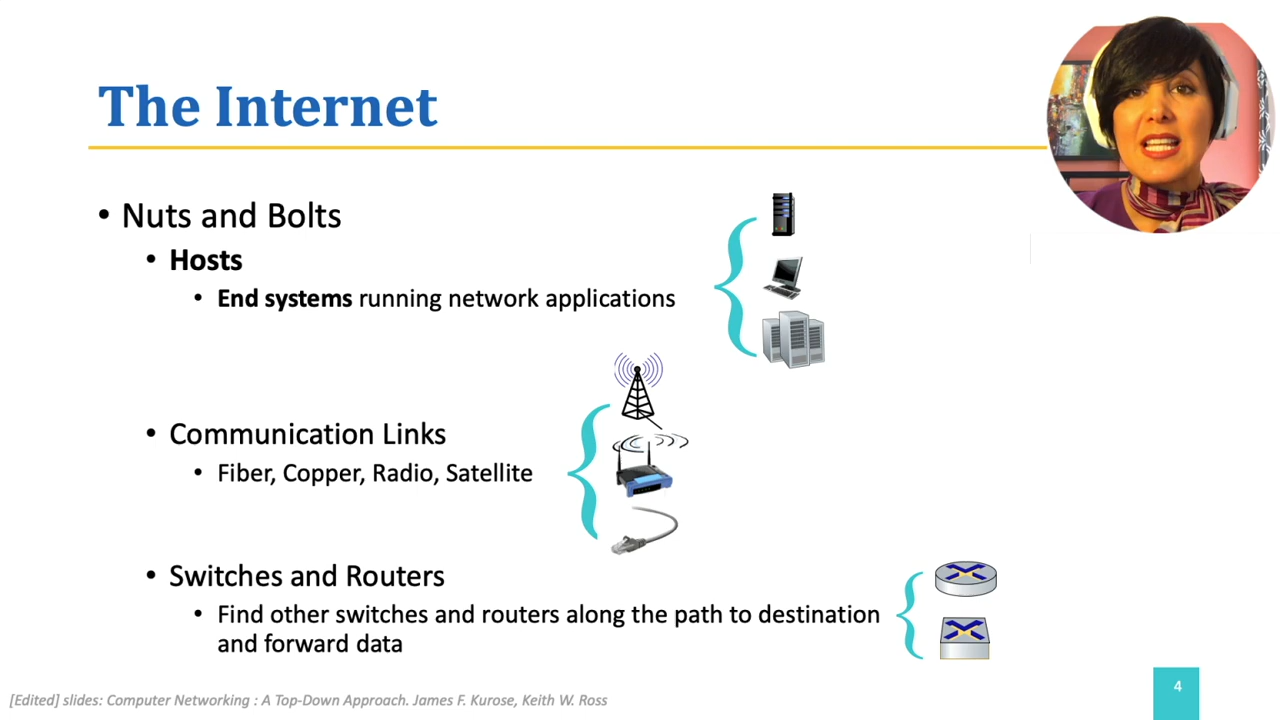 The Internet
• Nuts and Bolts
• Hosts
• End systems running network applications
• Communication Links
• Fiber, Copper, Radio, Satellite
• Switches and Routers
• Find other switches and routers along the path to destination
and forward data
[Edited] slides: Computer Networking : A Top-Down Approach. James F. Kurose, Keith W. Ross
4